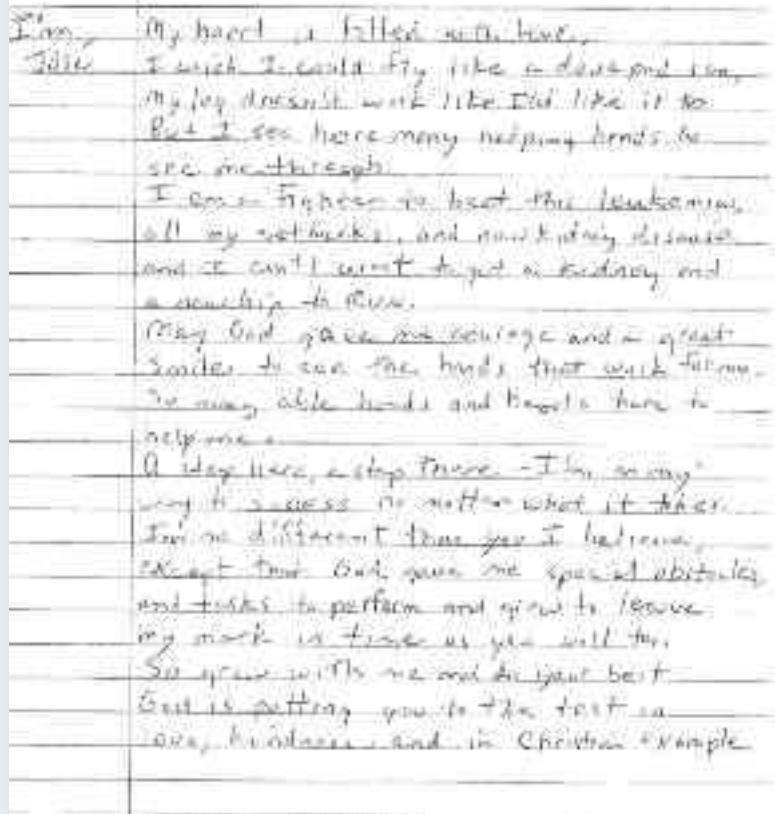 I'm
Julie
My heart is filled with love,
I wish I could fly like a dove and run,
My leg doesn't work like I'd like it to
But I see here many helping hands to
see me through.
I am a fighter to beat this leukemia,
all my setbacks, and now kidney disease
and I can't wait to get a kidney and
a new hip to
May God gave me courage and a great
smiles to see the hands that work for me.
So many able hands and hearts here to
help me.
A step here, a step there - I'm on my
way to sucess no matter what it takes.
I'm no different than you I believe,
except that God gave me special obstacles
and tasks to perform and grow to leave
my mark in time as you will too.
So grow with me and do your best
God is putting you to the test in
love, kindness, and in Christian example